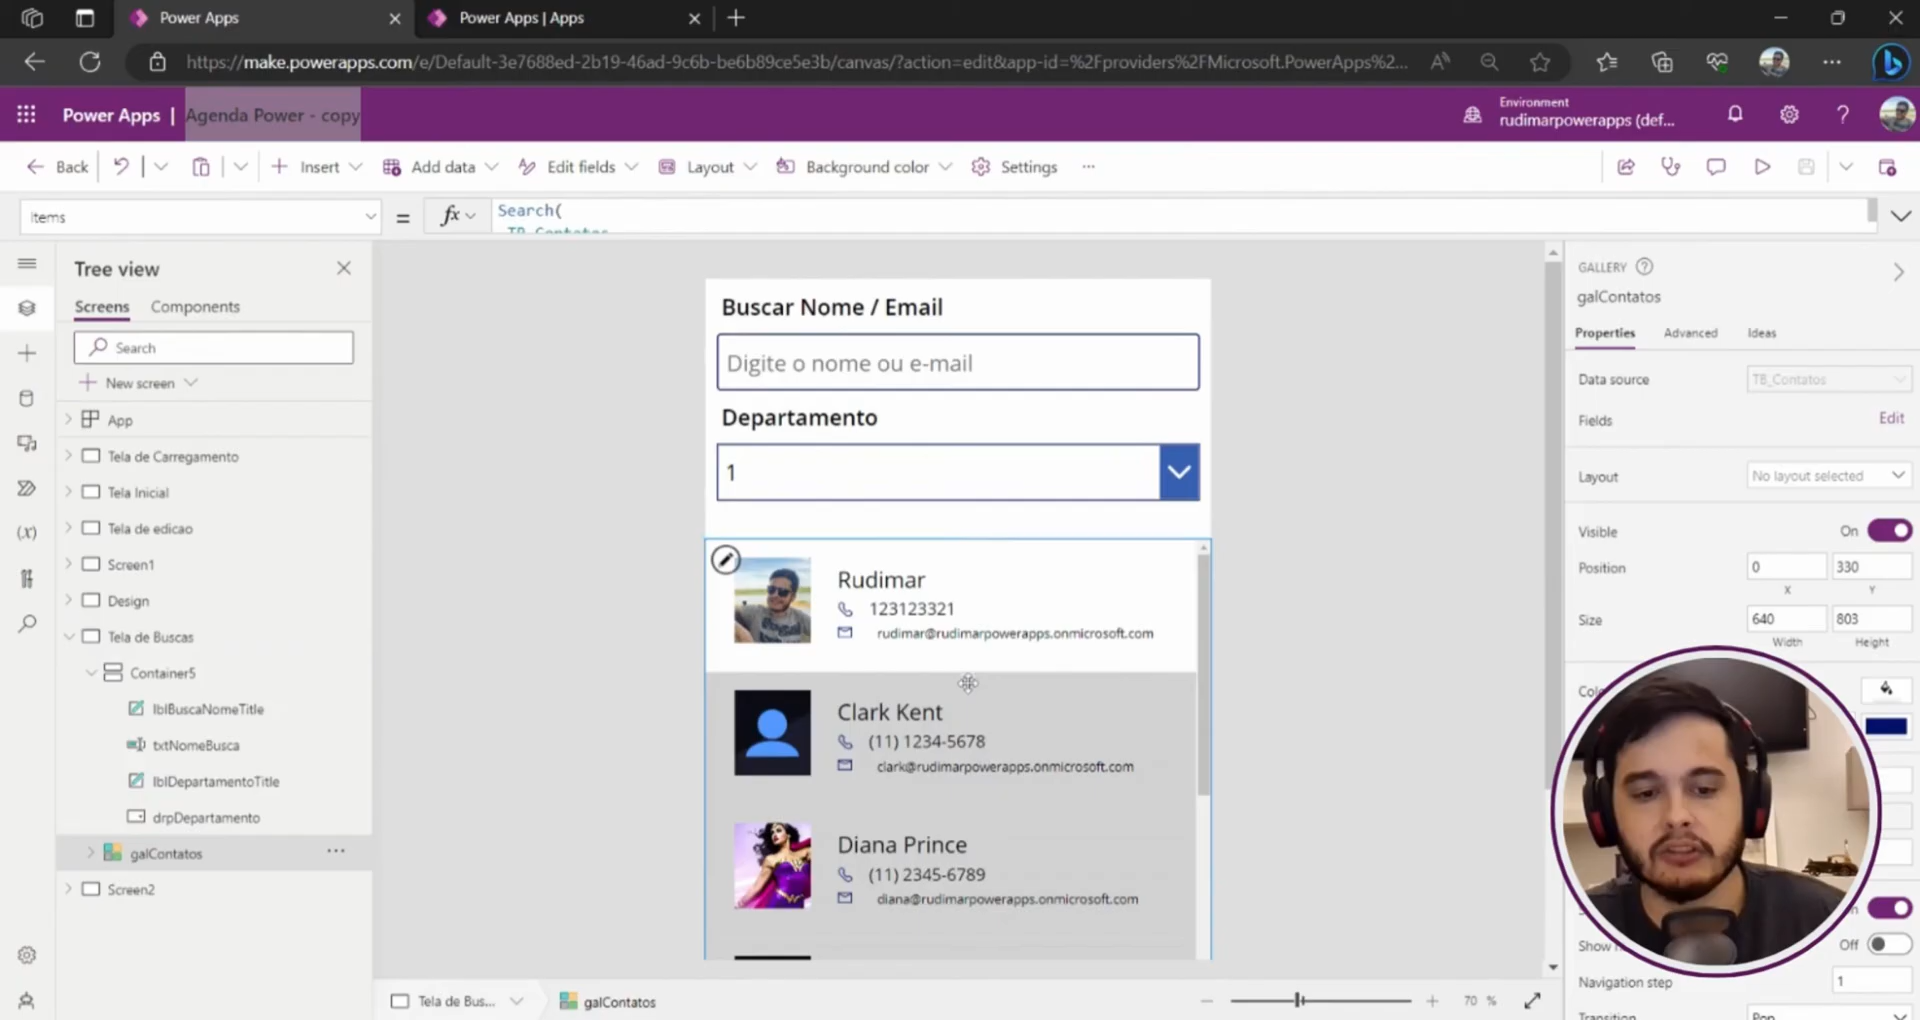 Power Apps
Power Apps | Apps
https://make.powerapps.com/e/Default-3e7688ed-2b19-46ad-9c6b-be6b89ce5e3b/canvas/?action=edit&app-id=%2Fproviders%2FMicrosoft.PowerApps%2...
Power Apps | Agenda Power - copy
Environment
rudimarpowerapps (def...
Back
Insert
Add data
Edit fields
Layout
Background color
Settings
Items
=
fx
Search(
TB_Contatos
Tree view
Screens
Components
Search
New screen
App
Tela de Carregamento
Tela Inicial
Tela de edicao
Screen1
Design
Tela de Buscas
Container5
lblBuscaNomeTitle
txtNomeBusca
lblDepartamentoTitle
drpDepartamento
galContatos
Screen2
Buscar Nome / Email
Digite o nome ou e-mail
Departamento
1
Rudimar
123123321
rudimar@rudimarpowerapps.onmicrosoft.com
Clark Kent
(11) 1234-5678
clark@rudimarpowerapps.onmicrosoft.com
Diana Prince
(11) 2345-6789
diana@rudimarpowerapps.onmicrosoft.com
Tela de Bus...
galContatos
70 %
GALLERY
galContatos
Properties
Advanced
Ideas
Data source
TB_Contatos
Fields
Edit
Layout
No layout selected
Visible
On
Position
0
330
X
Y
Size
640
803
Width
Height
Off
Navigation step
1
Transition
Pop